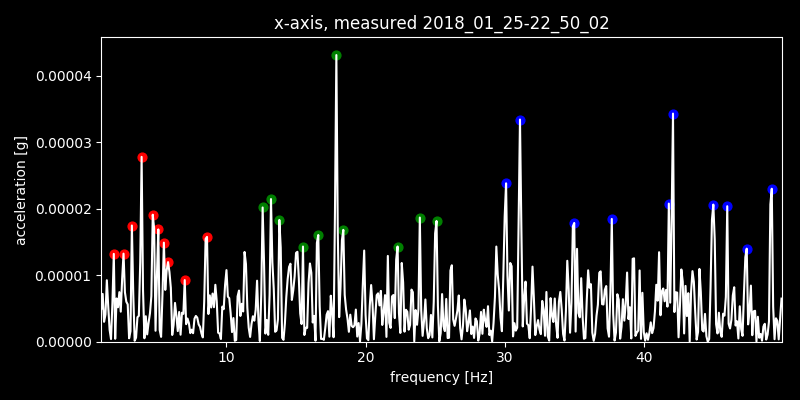 x-axis, measured 2018_01_25-22_50_02
acceleration [g]
0.00004
0.00003
0.00002
0.00001
0.00000
10 20 30 40
frequency [Hz]